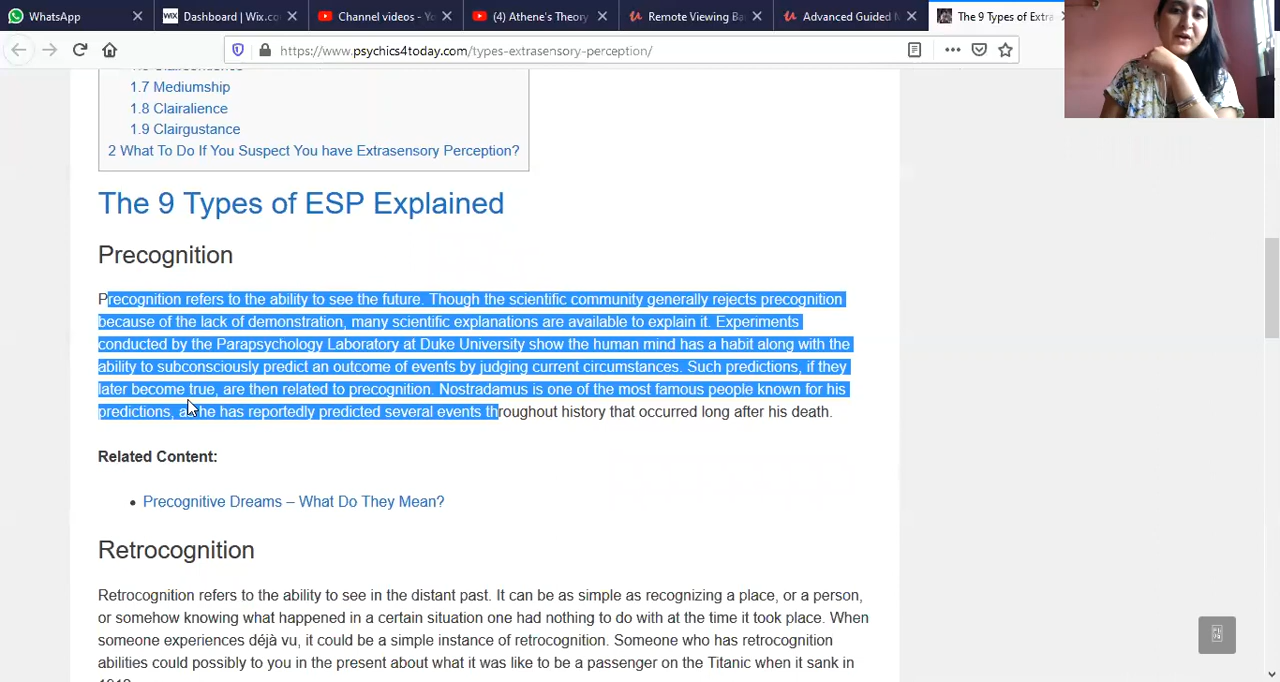 WhatsApp
WIX Dashboard | Wix.co
Channel videos - Yo
(4) Athene's Theory
Remote Viewing Ba
Advanced Guided M
The 9 Types of Extra
https://www.psychics4today.com/types-extrasensory-perception/
1.7 Mediumship
1.8 Clairalience
1.9 Clairgustance
2 What To Do If You Suspect You have Extrasensory Perception?
The 9 Types of ESP Explained
Precognition
Precognition refers to the ability to see the future. Though the scientific community generally rejects precognition
because of the lack of demonstration, many scientific explanations are available to explain it. Experiments
conducted by the Parapsychology Laboratory at Duke University show the human mind has a habit along with the
ability to subconsciously predict an outcome of events by judging current circumstances. Such predictions, if they
later become true, are then related to precognition. Nostradamus is one of the most famous people known for his
predictions, as he has reportedly predicted several events throughout history that occurred long after his death.
Related Content:
• Precognitive Dreams – What Do They Mean?
Retrocognition
Retrocognition refers to the ability to see in the distant past. It can be as simple as recognizing a place, or a person,
or somehow knowing what happened in a certain situation one had nothing to do with at the time it took place. When
someone experiences déjà vu, it could be a simple instance of retrocognition. Someone who has retrocognition
abilities could possibly to you in the present about what it was like to be a passenger on the Titanic when it sank in